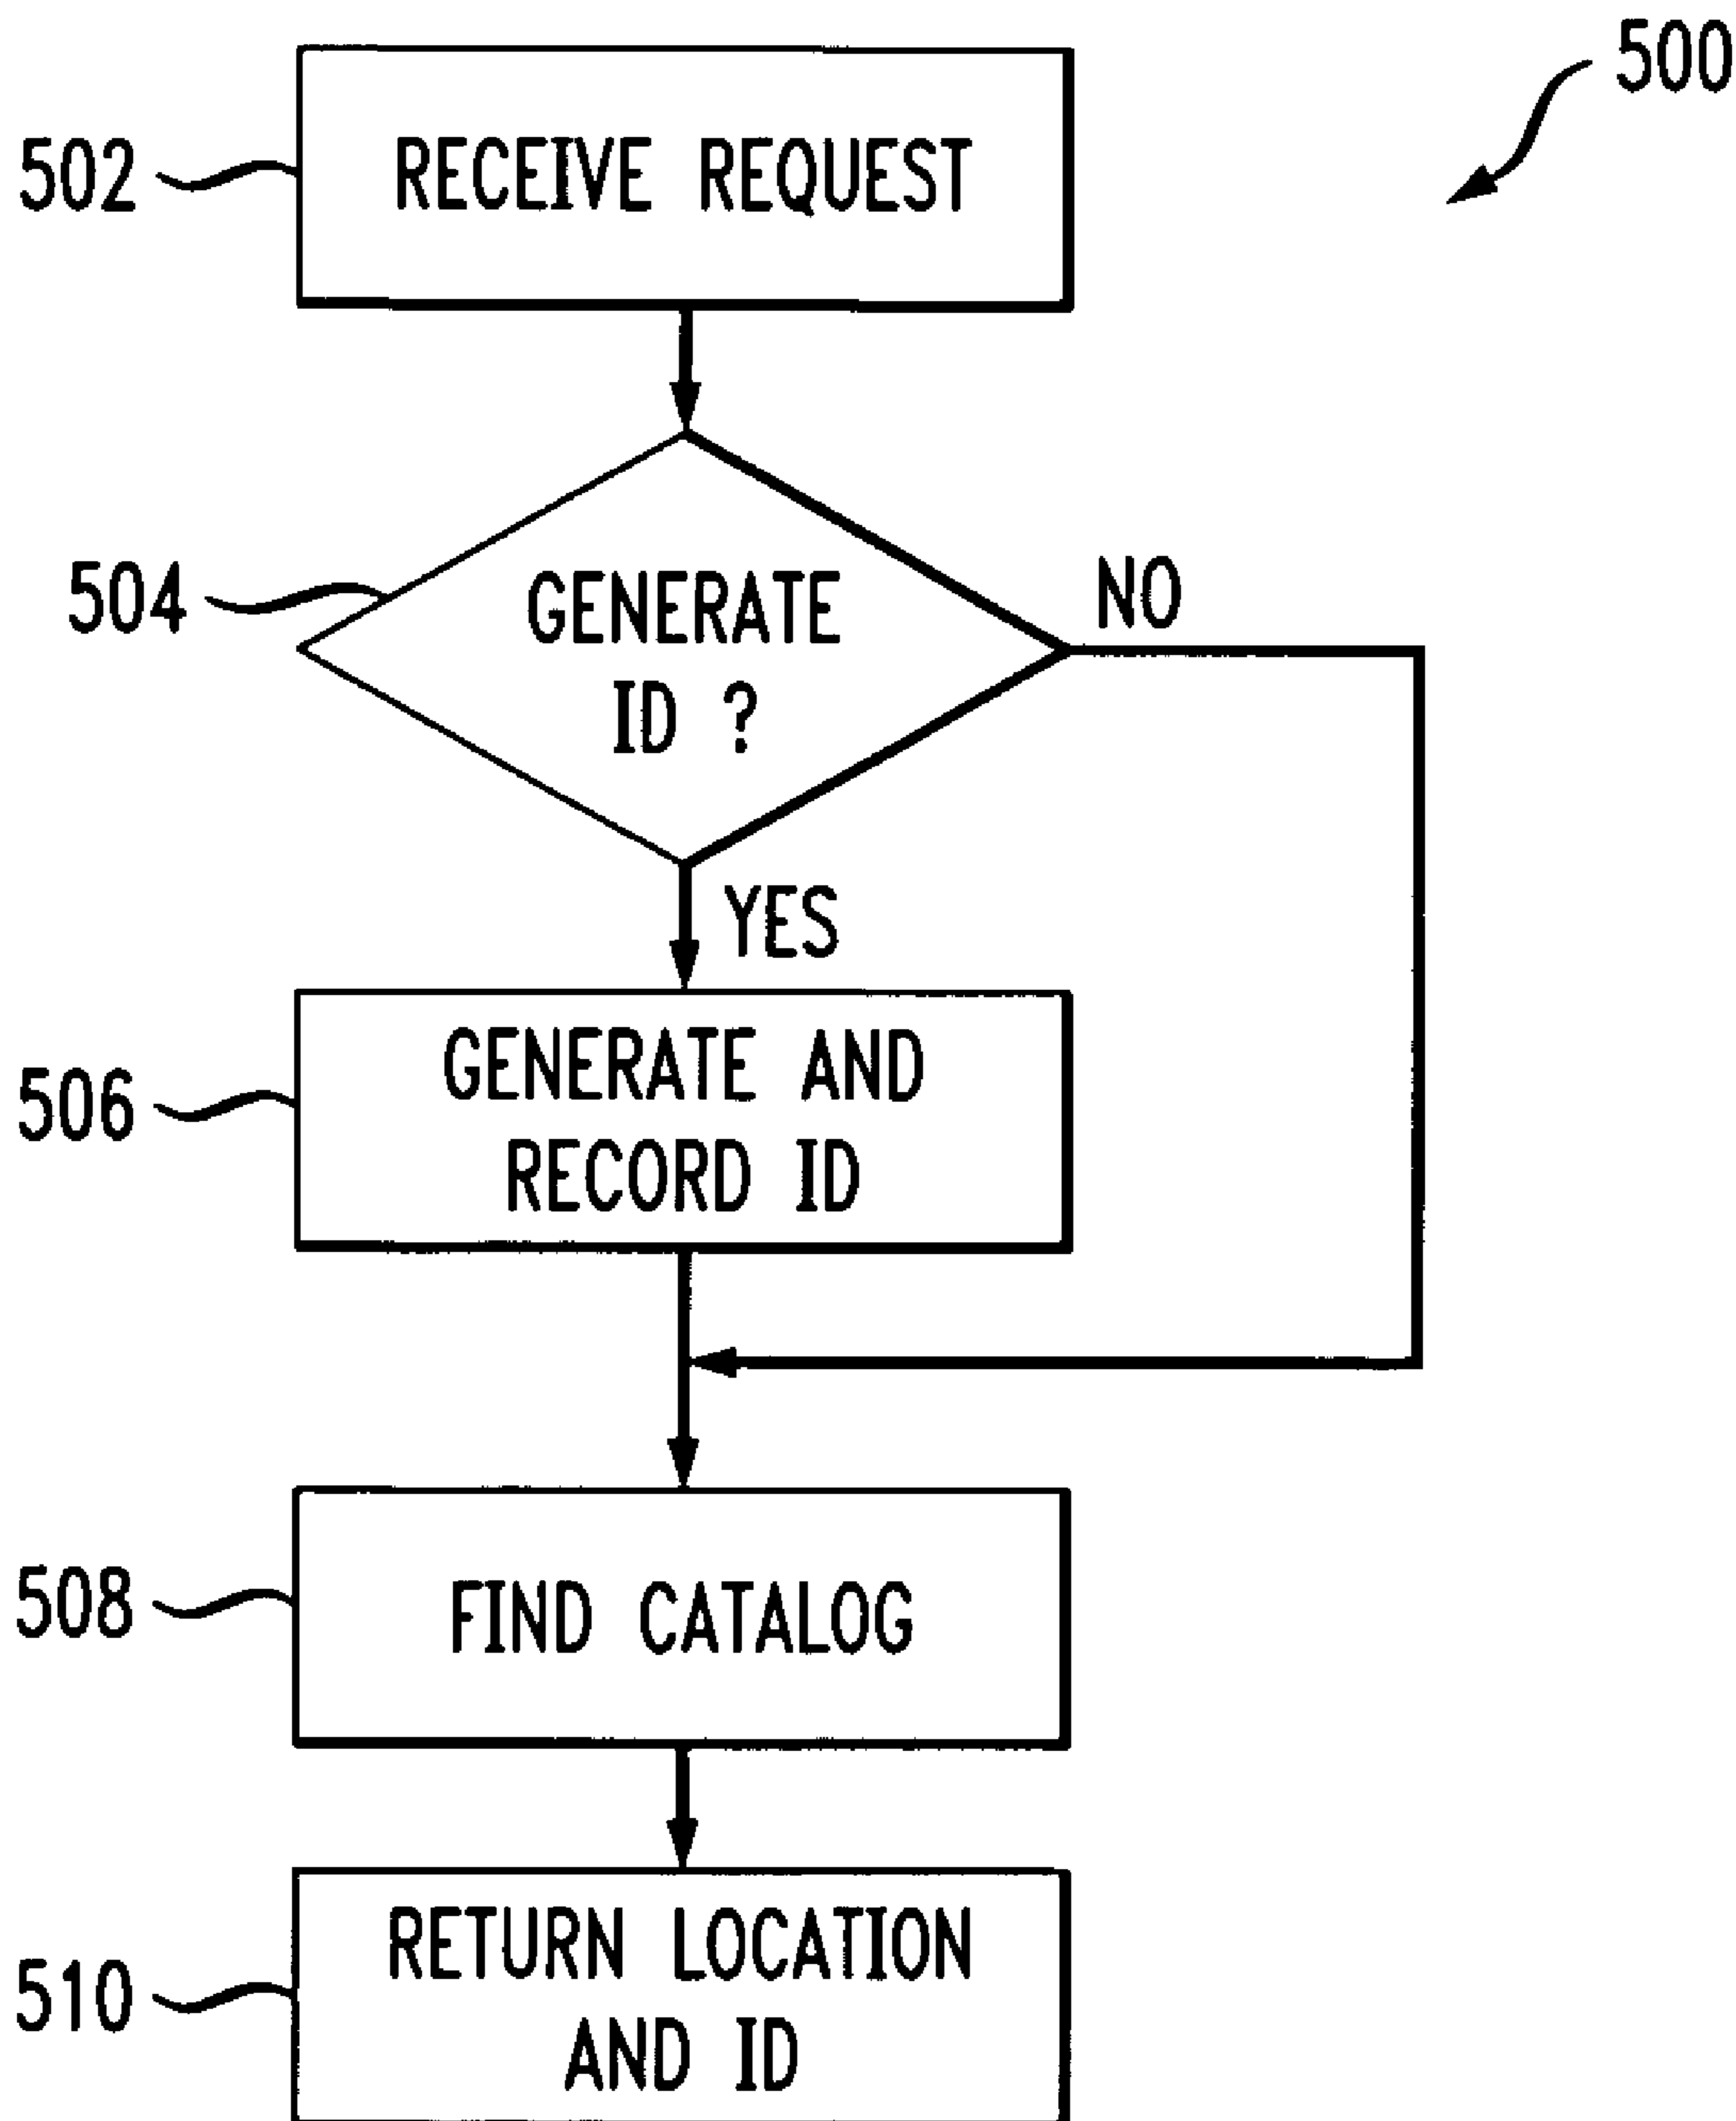 500
502
RECEIVE REQUEST
504
GENERATE
ID ?
NO
YES
506
GENERATE AND
RECORD ID
508
FIND CATALOG
510
RETURN LOCATION
AND ID